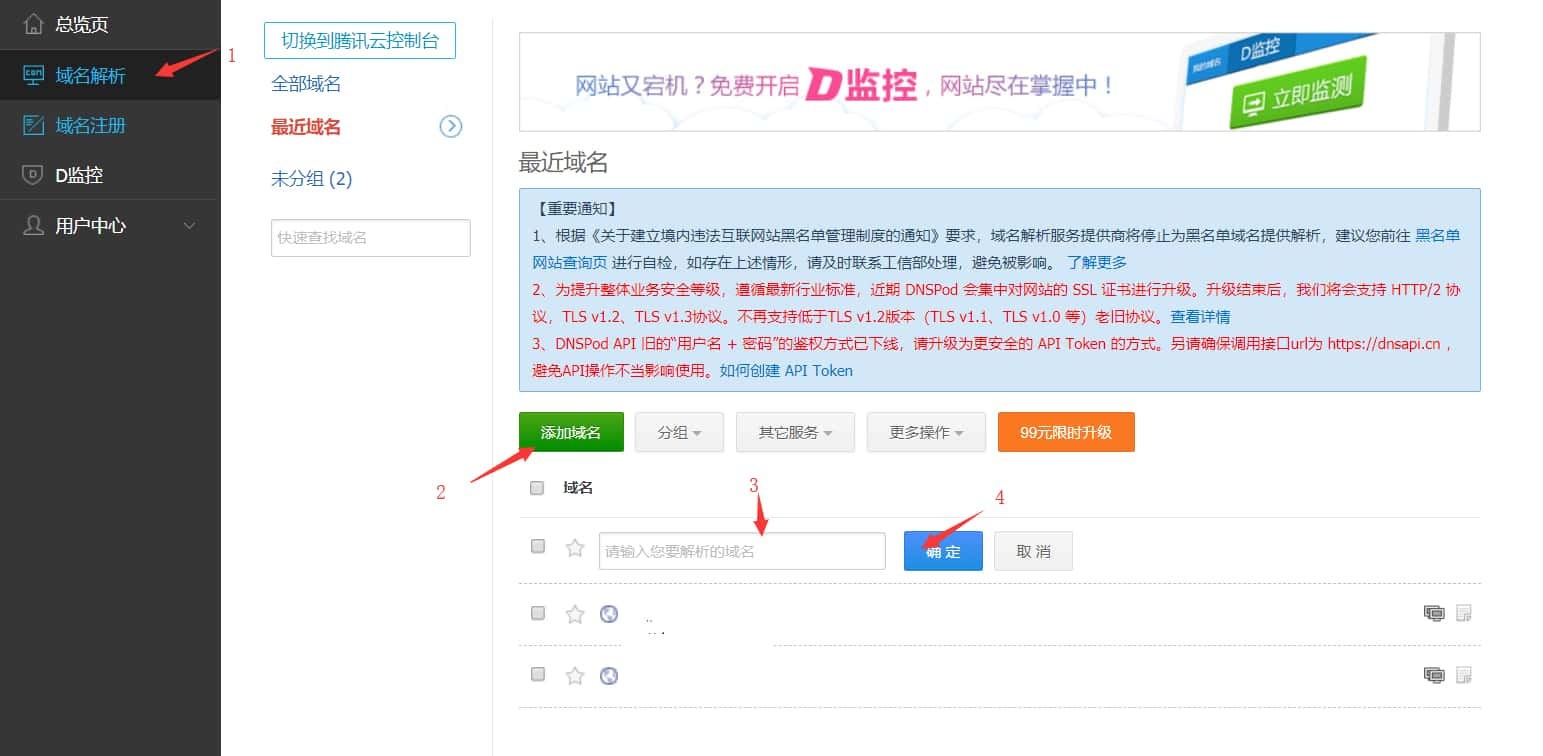 总览页
域名解析
域名注册
D监控
用户中心
1
切换到腾讯云控制台
全部域名
最近域名
未分组 (2)
快速查找域名
网站又宕机？免费开启D监控，网站尽在掌握中！
我的域名
D监控
立即监测
最近域名
【重要通知】
1、根据《关于建立境内违法互联网站黑名单管理制度的通知》要求，域名解析服务提供商将停止为黑名单域名提供解析，建议您前往 黑名单
网站查询页 进行自检，如存在上述情形，请及时联系工信部处理，避免被影响。 了解更多
2、为提升整体业务安全等级，遵循最新行业标准，近期 DNSPod 会集中对网站的 SSL 证书进行升级。升级结束后，我们将会支持 HTTP/2 协
议，TLS v1.2、TLS v1.3协议。不再支持低于TLS v1.2版本（TLS v1.1、TLS v1.0 等）老旧协议。查看详情
3、DNSPod API 旧的“用户名 + 密码”的鉴权方式已下线，请升级为更安全的 API Token 的方式。另请确保调用接口url为 https://dnsapi.cn ，
避免API操作不当影响使用。如何创建 API Token
添加域名
分组
其它服务
更多操作
99元限时升级
2
域名
3
4
请输入您要解析的域名
确 定
取 消